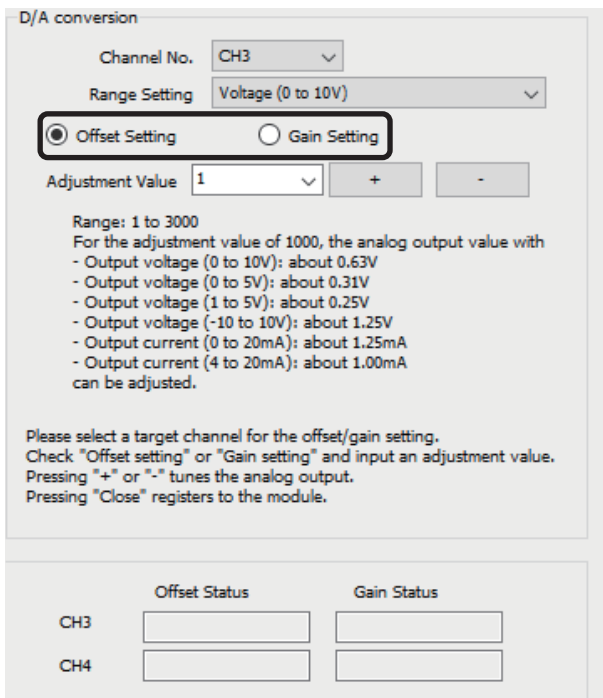 D/A conversion
Channel No. CH3
Range Setting Voltage (0 to 10V)
Offset Setting Gain Setting
Adjustment Value 1 + -
Range: 1 to 3000
For the adjustment value of 1000, the analog output value with
- Output voltage (0 to 10V): about 0.63V
- Output voltage (0 to 5V): about 0.31V
- Output voltage (1 to 5V): about 0.25V
- Output voltage (-10 to 10V): about 1.25V
- Output current (0 to 20mA): about 1.25mA
- Output current (4 to 20mA): about 1.00mA
can be adjusted.
Please select a target channel for the offset/gain setting.
Check "Offset setting" or "Gain setting" and input an adjustment value.
Pressing "+" or "-" tunes the analog output.
Pressing "Close" registers to the module.
Offset Status Gain Status
CH3
CH4